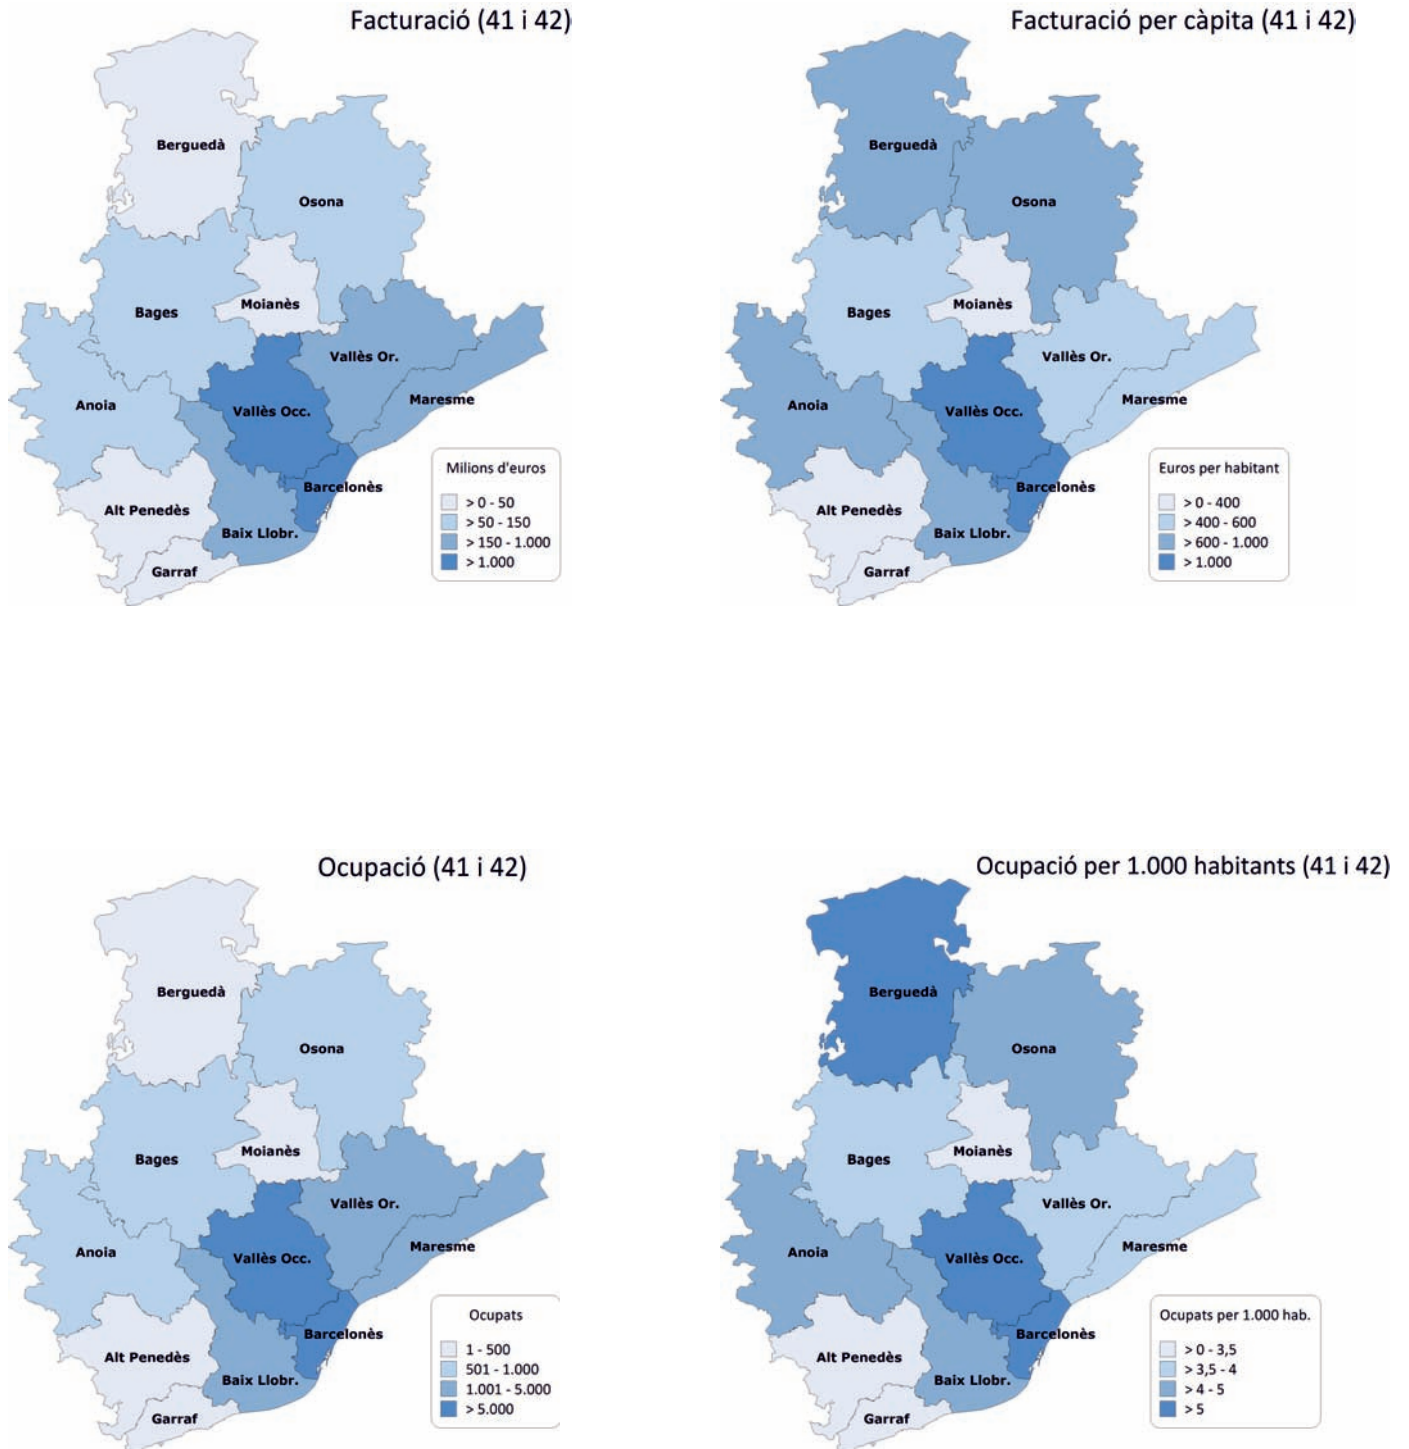 Facturació (41 i 42)
Berguedà
Osona
Moianès
Bages
Vallès Or.
Maresme
Anoia
Vallès Occ.
Barcelonès
Alt Penedès
Baix Llobr.
Garraf
Milions d'euros
> 0 - 50
> 50 - 150
> 150 - 1.000
> 1.000
Facturació per càpita (41 i 42)
Berguedà
Osona
Moianès
Bages
Vallès Or.
Maresme
Anoia
Vallès Occ.
Barcelonès
Alt Penedès
Baix Llobr.
Garraf
Euros per habitant
> 0 - 400
> 400 - 600
> 600 - 1.000
> 1.000
Ocupació (41 i 42)
Berguedà
Osona
Moianès
Bages
Vallès Or.
Maresme
Anoia
Vallès Occ.
Barcelonès
Alt Penedès
Baix Llobr.
Garraf
Ocupats
1 - 500
501 - 1.000
1.001 - 5.000
> 5.000
Ocupació per 1.000 habitants (41 i 42)
Berguedà
Osona
Moianès
Bages
Vallès Or.
Maresme
Anoia
Vallès Occ.
Barcelonès
Alt Penedès
Baix Llobr.
Garraf
Ocupats per 1.000 hab.
> 0 - 3,5
> 3,5 - 4
> 4 - 5
> 5